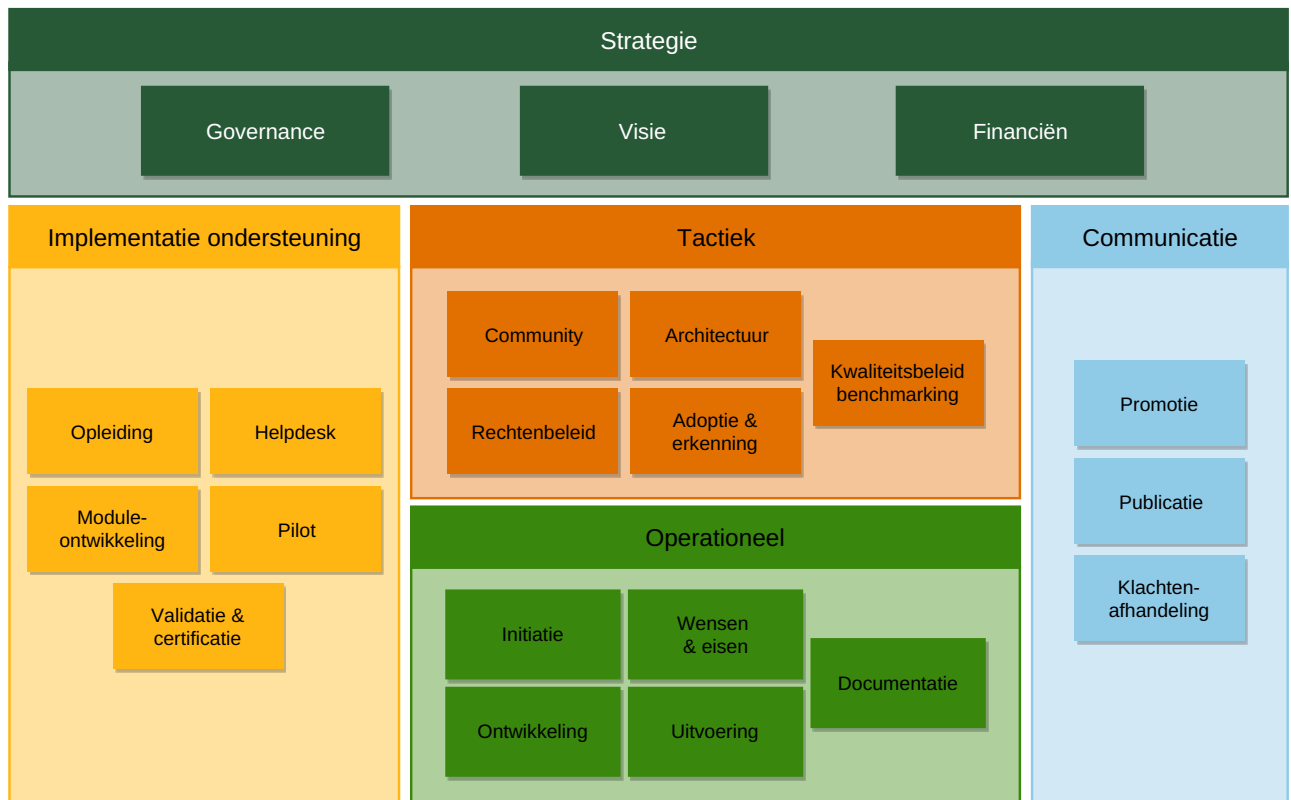 Strategie
Governance
Visie
Financiën
Implementatie ondersteuning
Opleiding
Helpdesk
Module-
ontwikkeling
Pilot
Validatie &
certificatie
Tactiek
Community
Architectuur
Kwaliteitsbeleid
benchmarking
Rechtenbeleid
Adoptie &
erkenning
Operationeel
Initiatie
Wensen
& eisen
Documentatie
Ontwikkeling
Uitvoering
Communicatie
Promotie
Publicatie
Klachten-
afhandeling